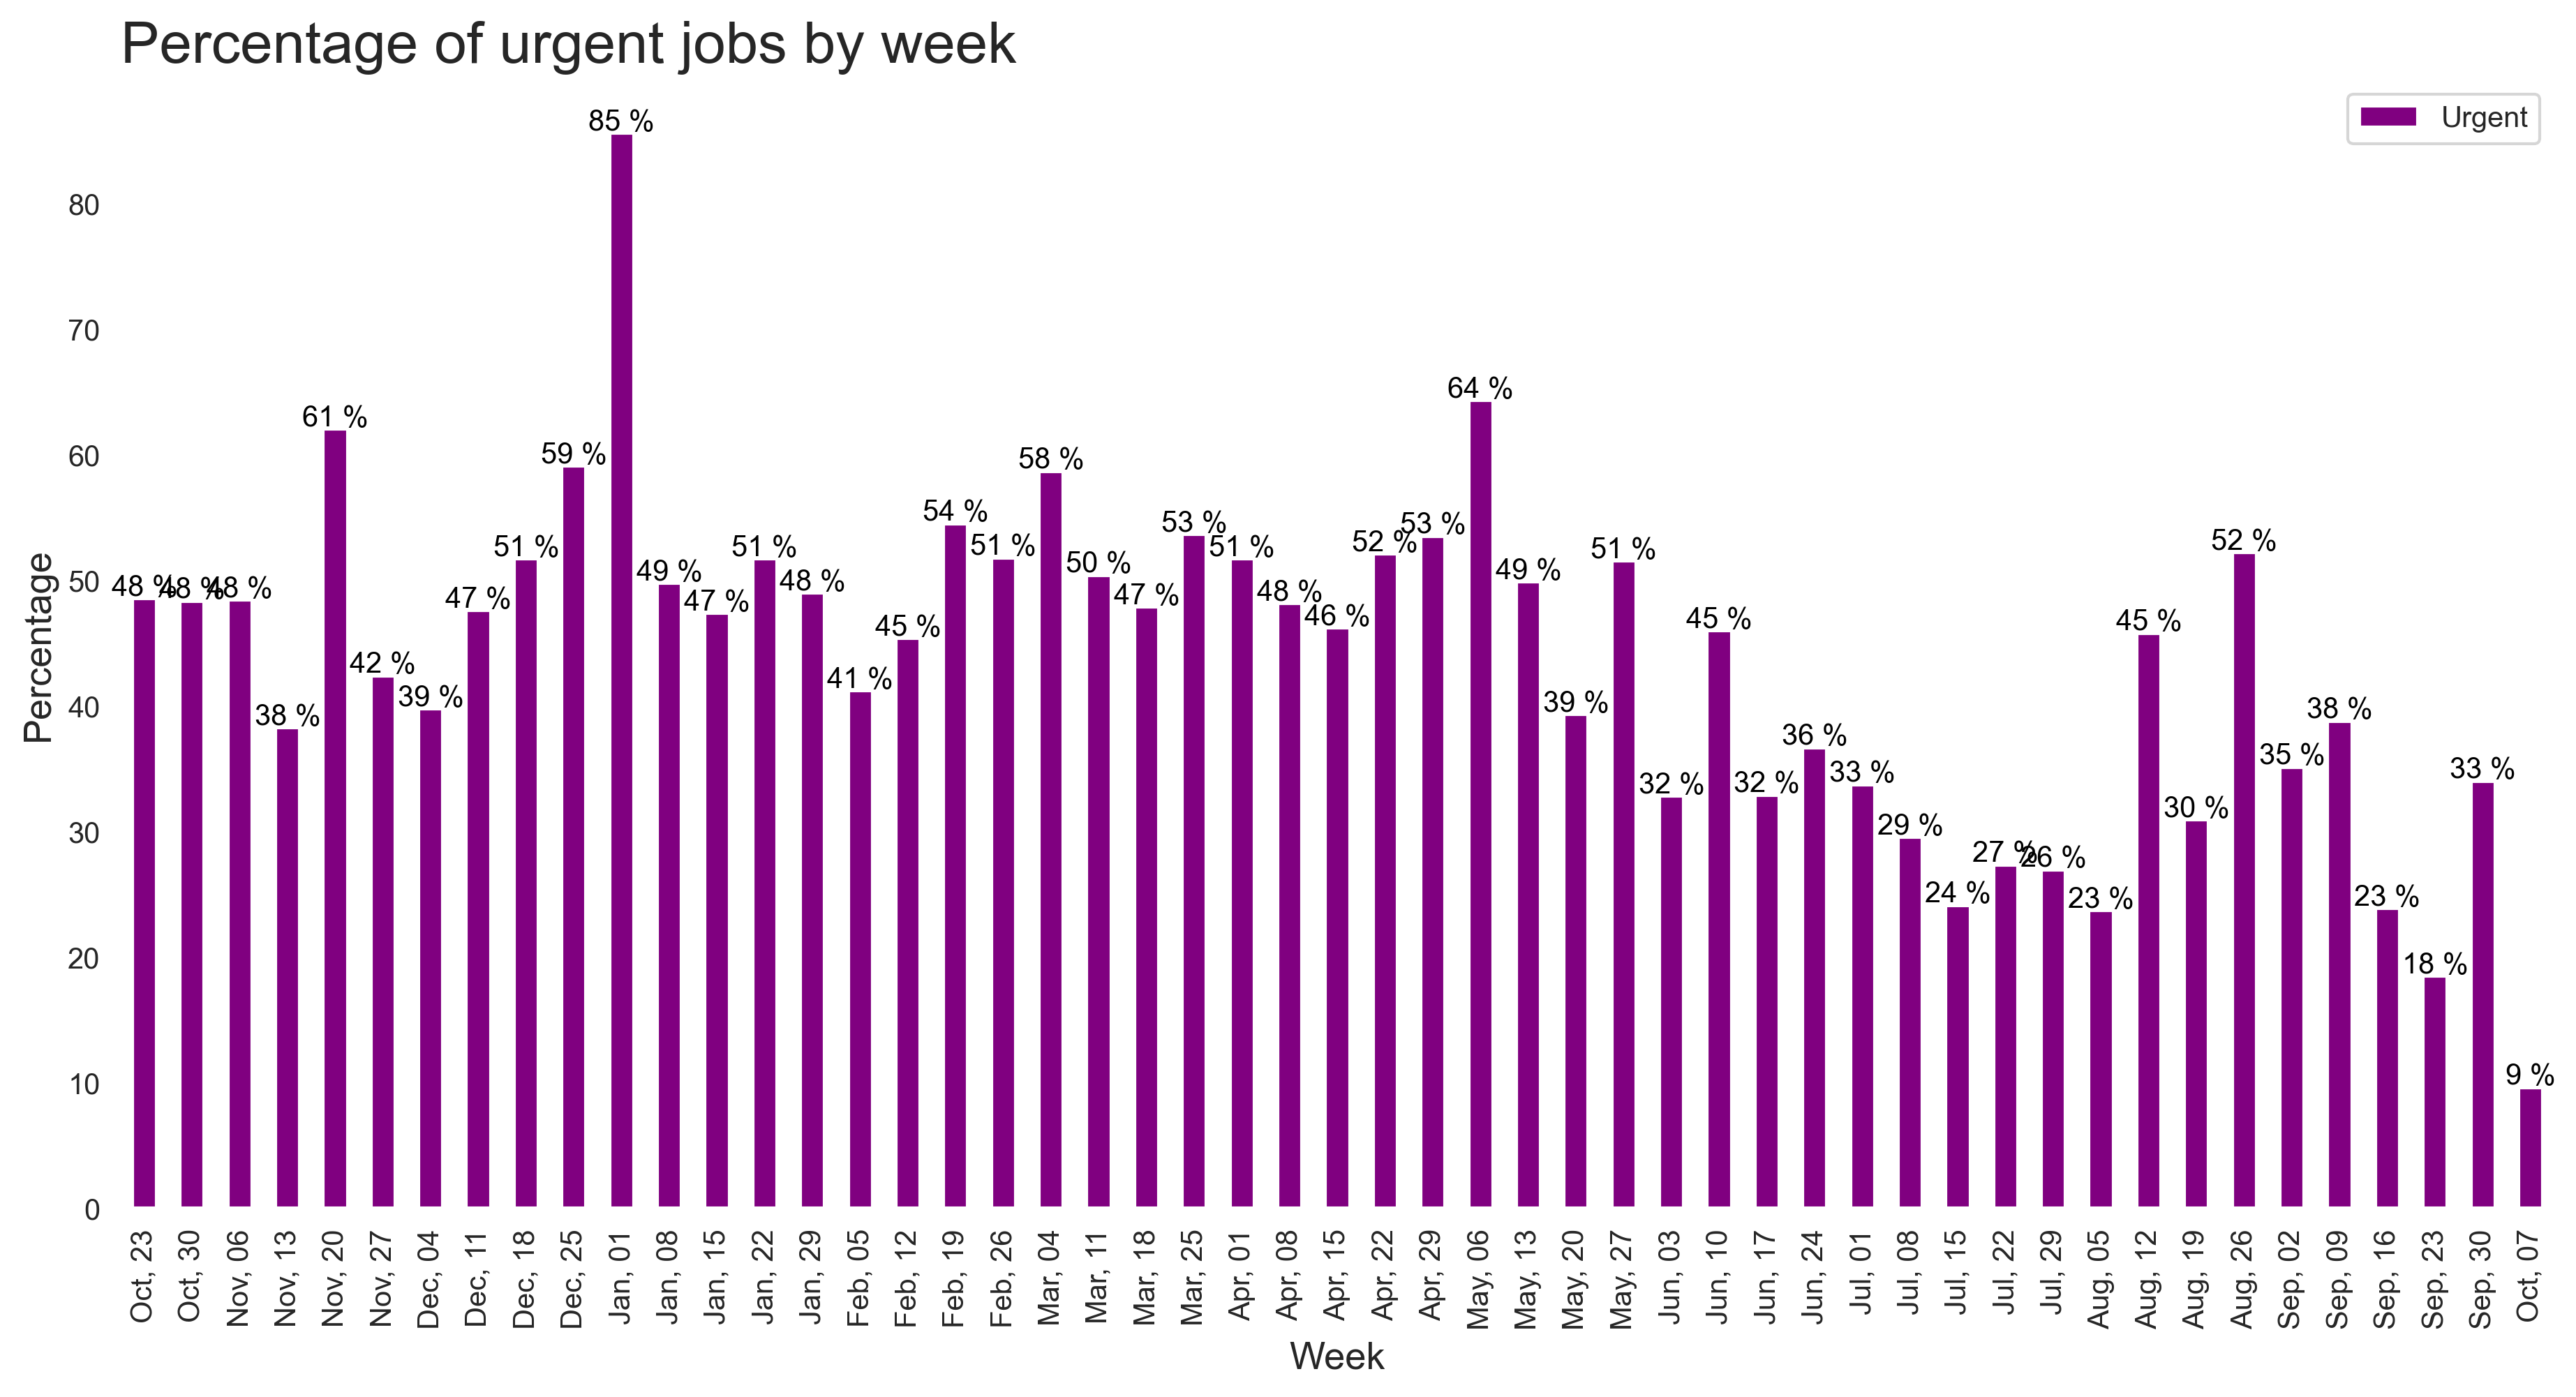 Percentage of urgent jobs by week
Urgent
Percentage
80
70
60
50
40
30
20
10
0
48 %
48 %
48 %
38 %
61 %
42 %
39 %
47 %
51 %
59 %
85 %
49 %
47 %
51 %
48 %
41 %
45 %
54 %
51 %
58 %
50 %
47 %
53 %
51 %
48 %
46 %
52 %
53 %
64 %
49 %
39 %
51 %
32 %
45 %
32 %
36 %
33 %
29 %
24 %
27 %
26 %
23 %
45 %
30 %
52 %
35 %
38 %
23 %
18 %
33 %
9 %
Oct, 23
Oct, 30
Nov, 06
Nov, 13
Nov, 20
Nov, 27
Dec, 04
Dec, 11
Dec, 18
Dec, 25
Jan, 01
Jan, 08
Jan, 15
Jan, 22
Jan, 29
Feb, 05
Feb, 12
Feb, 19
Feb, 26
Mar, 04
Mar, 11
Mar, 18
Mar, 25
Apr, 01
Apr, 08
Apr, 15
Apr, 22
Apr, 29
May, 06
May, 13
May, 20
May, 27
Jun, 03
Jun, 10
Jun, 17
Jun, 24
Jul, 01
Jul, 08
Jul, 15
Jul, 22
Jul, 29
Aug, 05
Aug, 12
Aug, 19
Aug, 26
Sep, 02
Sep, 09
Sep, 16
Sep, 23
Sep, 30
Oct, 07
Week